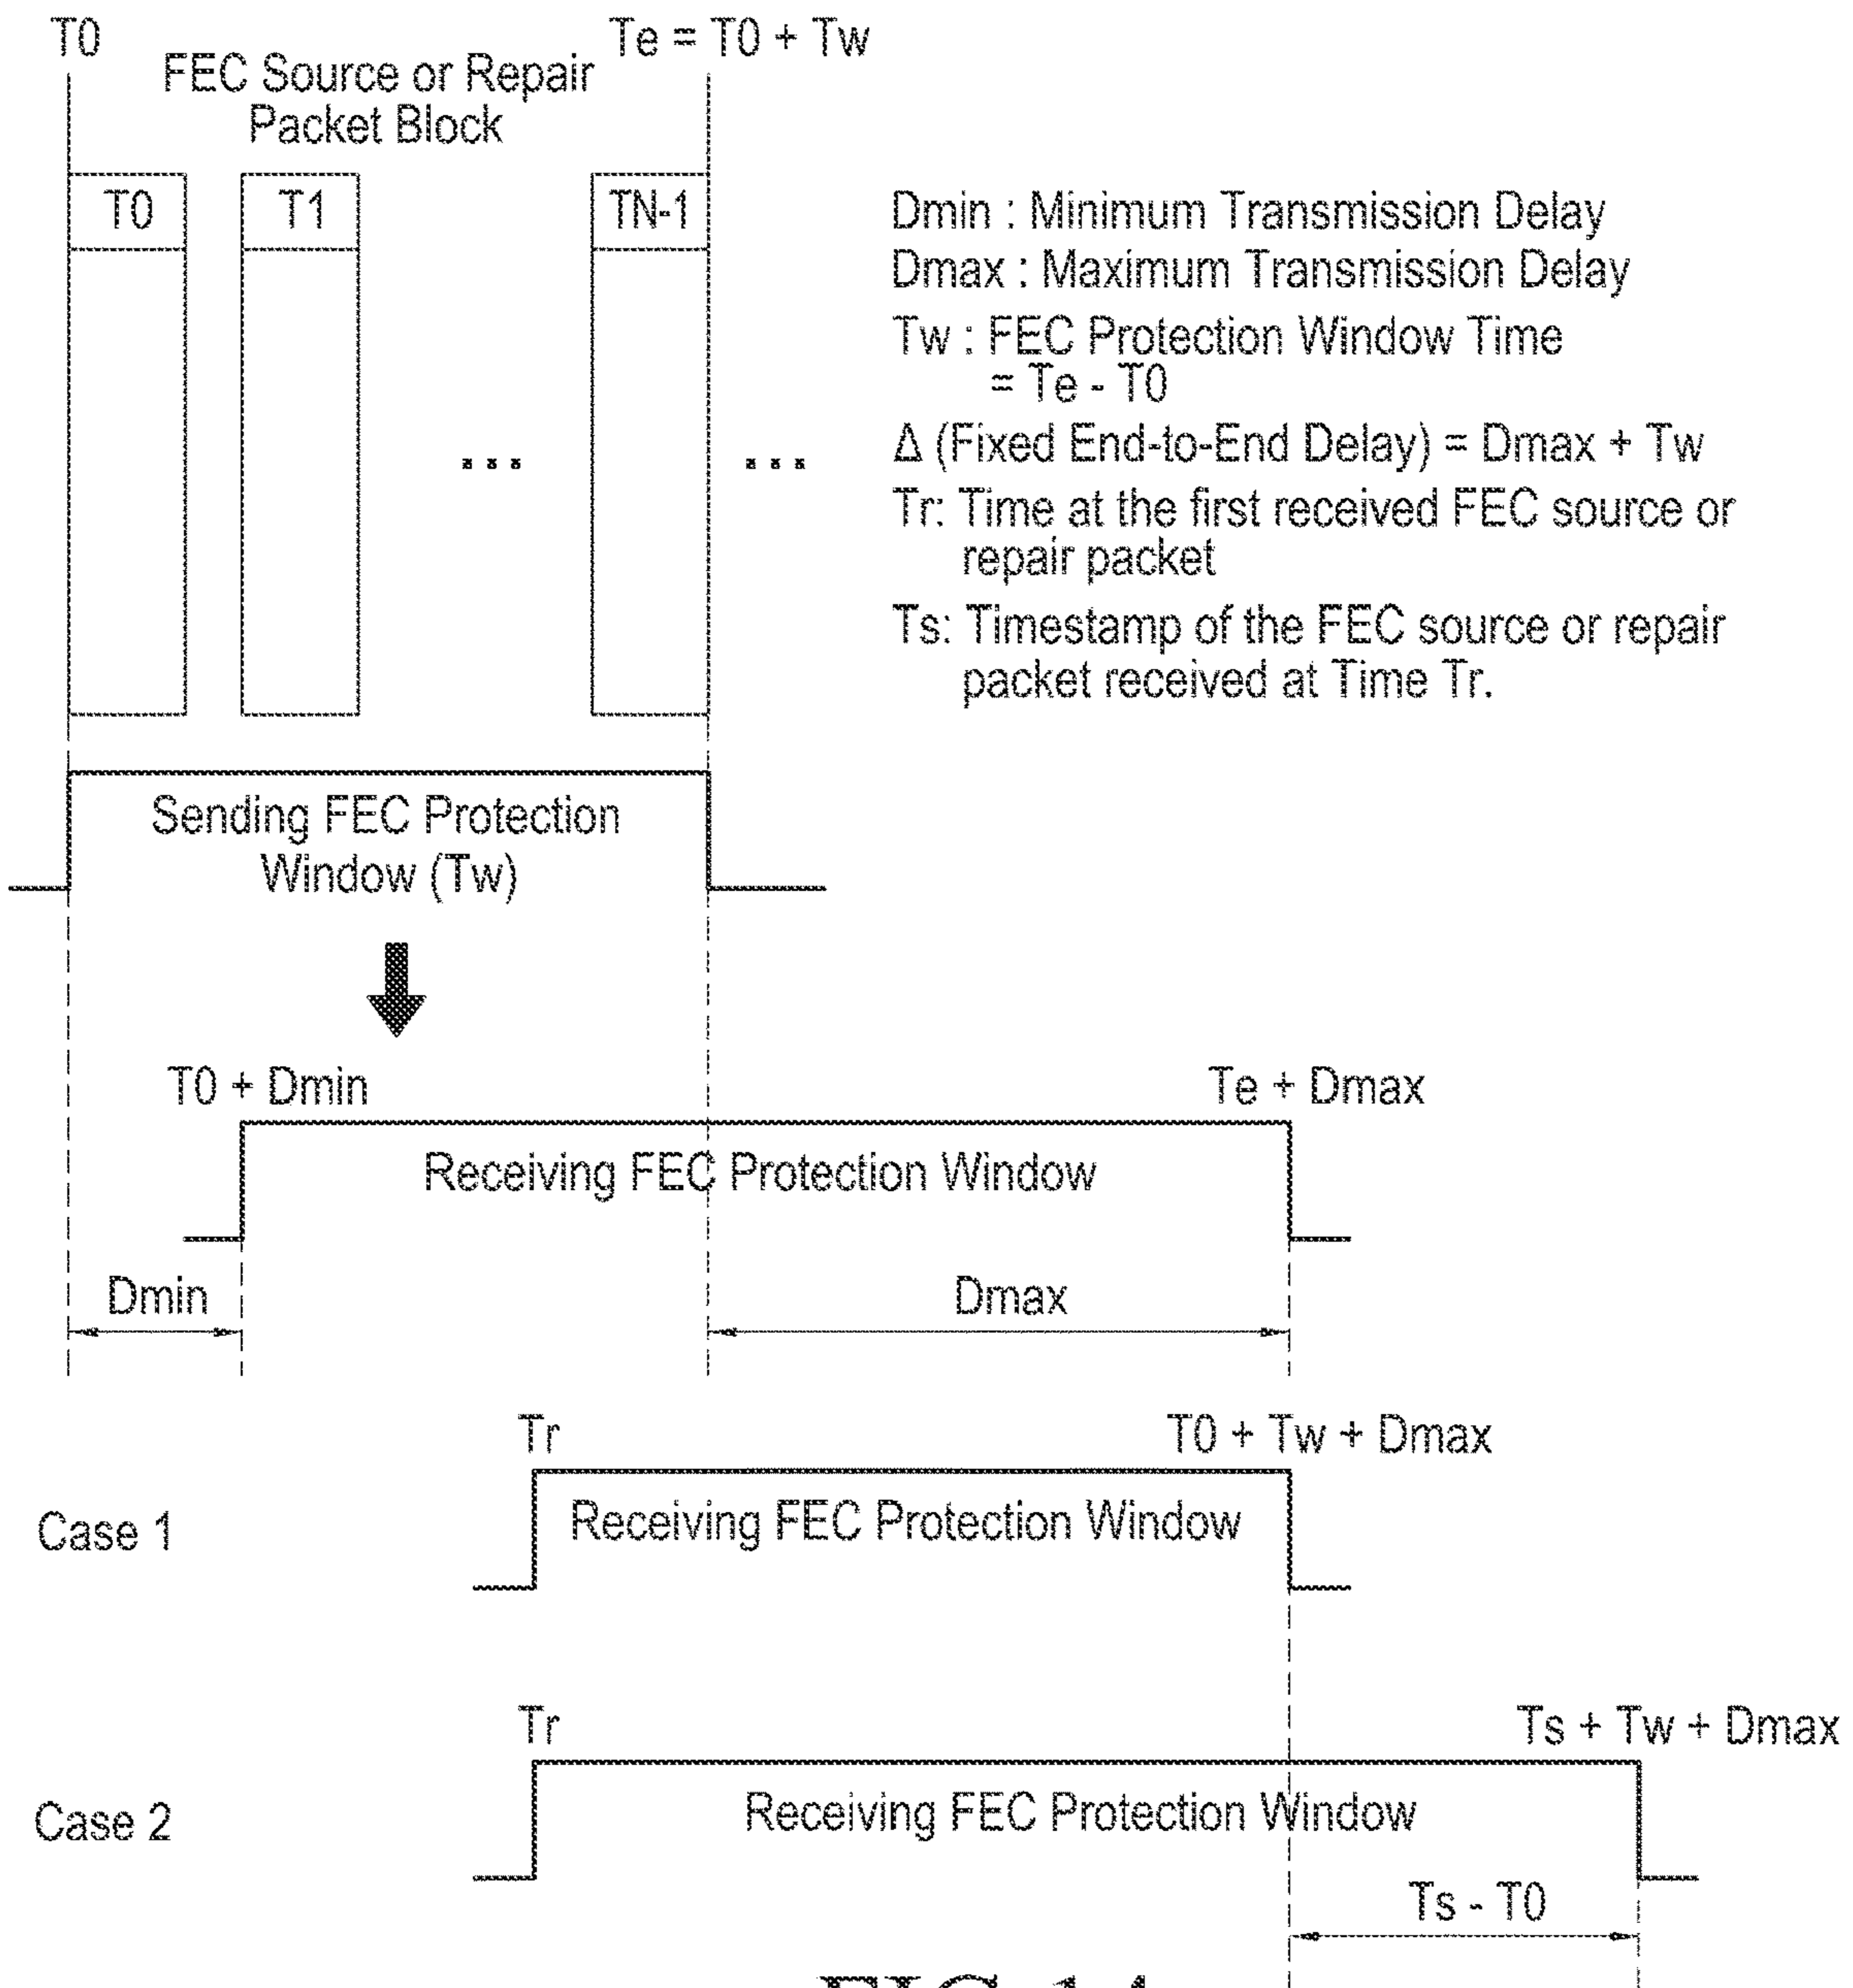 T0
Te = T0 + Tw
FEC Source or Repair
Packet Block
T0
T1
TN-1
...
...
Dmin : Minimum Transmission Delay
Dmax : Maximum Transmission Delay
Tw : FEC Protection Window Time
= Te - T0
Δ (Fixed End-to-End Delay) = Dmax + Tw
Tr: Time at the first received FEC source or
repair packet
Ts: Timestamp of the FEC source or repair
packet received at Time Tr.
Sending FEC Protection
Window (Tw)
T0 + Dmin
Te + Dmax
Receiving FEC Protection Window
Dmin
Dmax
Tr
T0 + Tw + Dmax
Case 1
Receiving FEC Protection Window
Tr
Ts + Tw + Dmax
Case 2
Receiving FEC Protection Window
Ts - T0